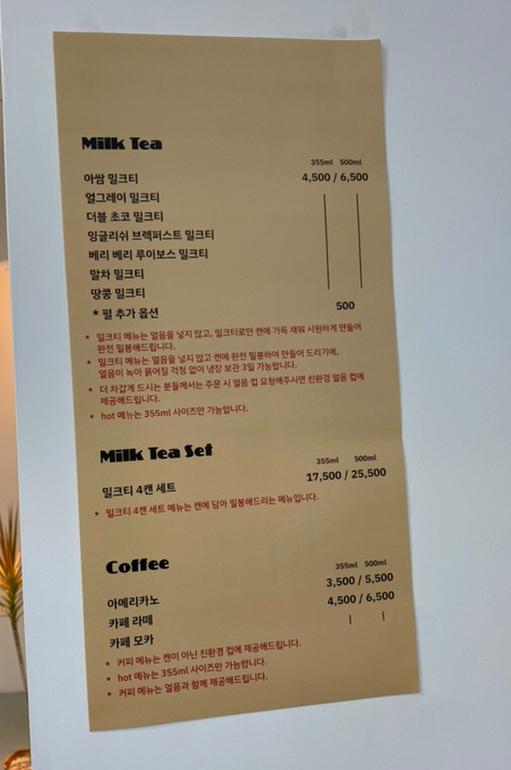 Milk Tea
355ml 500ml
아쌈 밀크티 4,500 / 6,500
얼그레이 밀크티
더블 초코 밀크티
잉글리쉬 브렉퍼스트 밀크티
베리 베리 루이보스 밀크티
말차 밀크티
땅콩 밀크티
* 펄 추가 옵션 500
* 밀크티 메뉴는 얼음을 넣지 않고, 밀크티로만 캔에 가득 채워 시원하게 만들어
완전 밀봉해드립니다.
* 밀크티 메뉴는 얼음을 넣지 않고 캔에 완전 밀봉하여 만들어 드리기에,
얼음이 녹아 묽어질 걱정 없이 냉장 보관 3일 가능합니다.
* 더 차갑게 드시는 분들께서는 주문 시 얼음 컵 요청해주시면 친환경 얼음 컵에
제공해드립니다.
* hot 메뉴는 355ml 사이즈만 가능합니다.
Milk Tea Set
355ml 500ml
밀크티 4캔 세트 17,500 / 25,500
* 밀크티 4캔 세트 메뉴는 캔에 담아 밀봉해드리는 메뉴입니다.
Coffee
355ml 500ml
아메리카노 3,500 / 5,500
카페 라떼 4,500 / 6,500
카페 모카
* 커피 메뉴는 캔이 아닌 친환경 컵에 제공해드립니다.
* hot 메뉴는 355ml 사이즈만 가능합니다.
* 커피 메뉴는 얼음과 함께 제공해드립니다.